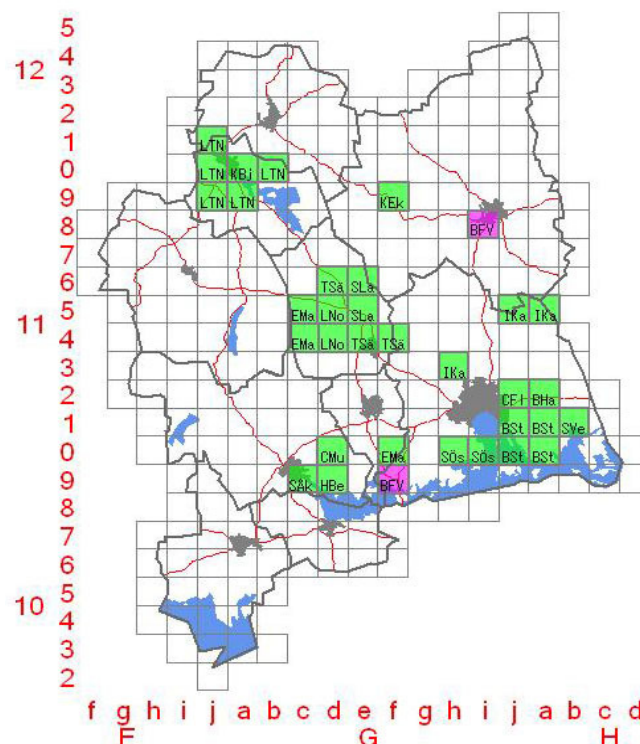 5
12 4
3
2
1
LTN
0
LTN KBj LTN
9
LTN LTN KEk
8
BFV
7
6
TSä SLa
11 5
EMa LNo SLa IKa IKa
4
EMa LNo TSä TSä
3
IKa
2
CFl BHa
1
BSt BSt SVe
0
CMu EMa SÖs SÖs BSt BSt
9
SÅk HBe BFV
8
7
6
10 5
4
3
2
f g h i j a b c d e f g h i j a b c d
F G H